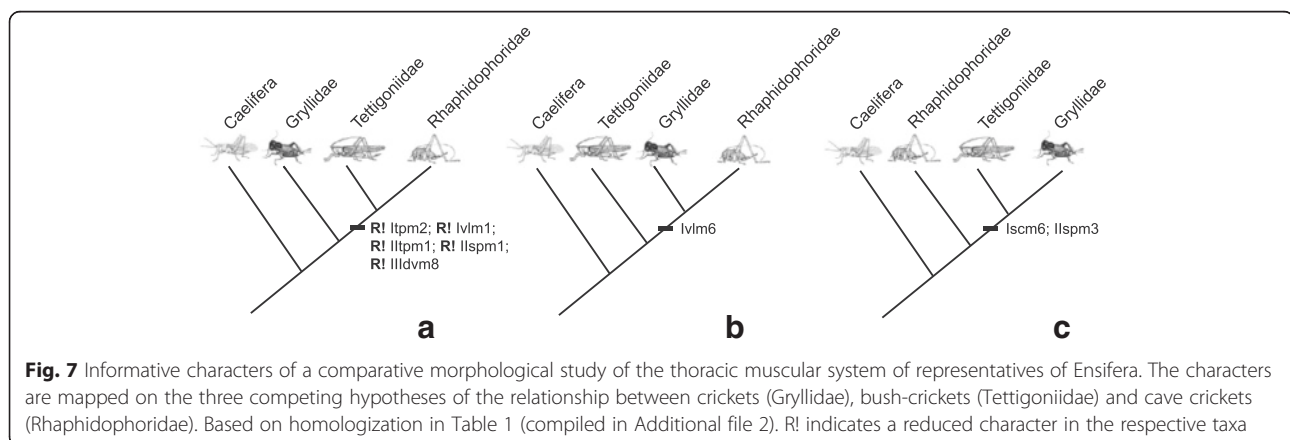 Caelifera
Gryllidae
Tettigoniidae
Rhaphidophoridae
R! Itpm2; R! Ivlm1;
R! IItpm1; R! IIspm1;
R! IIIdvm8
a
Caelifera
Tettigoniidae
Gryllidae
Rhaphidophoridae
Ivlm6
b
Caelifera
Rhaphidophoridae
Tettigoniidae
Gryllidae
Iscm6; IIspm3
c
Fig. 7 Informative characters of a comparative morphological study of the thoracic muscular system of representatives of Ensifera. The characters
are mapped on the three competing hypotheses of the relationship between crickets (Gryllidae), bush-crickets (Tettigoniidae) and cave crickets
(Rhaphidophoridae). Based on homologization in Table 1 (compiled in Additional file 2). R! indicates a reduced character in the respective taxa